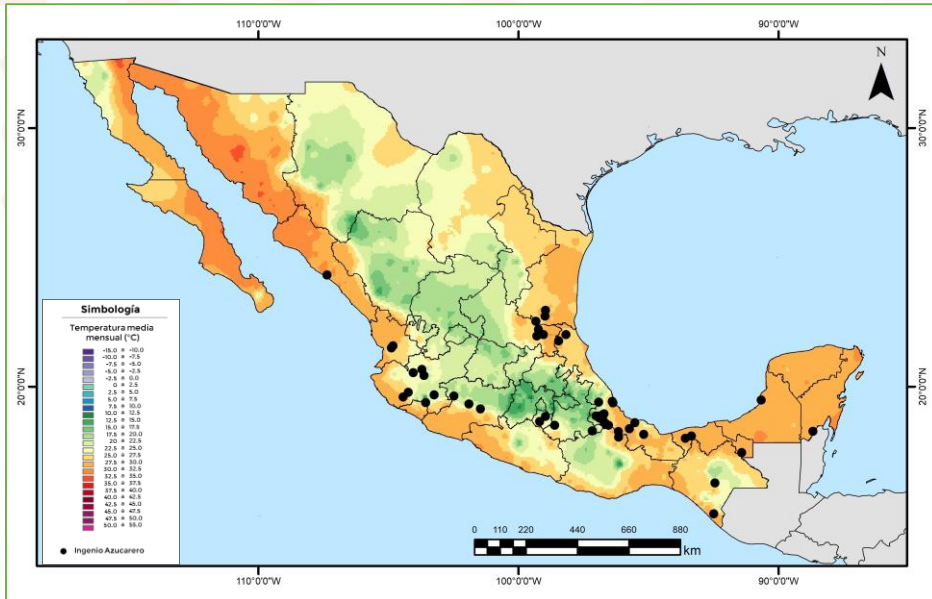 110°0'0"W 100°0'0"W 90°0'0"W
N
30°0'0"N 30°0'0"N
20°0'0"N 20°0'0"N
Simbología
Temperatura media
mensual (°C)
-15.0 a -10.0
-10.0 a -7.5
-7.5 a -5.0
-5.0 a -2.5
-2.5 a 0.0
0 a 2.5
2.5 a 5.0
5.0 a 7.5
7.5 a 10.0
10.0 a 12.5
12.5 a 15.0
15.0 a 17.5
17.5 a 20.0
20 a 22.5
22.5 a 25.0
25.0 a 27.5
27.5 a 30.0
30.0 a 32.5
32.5 a 35.0
35.0 a 37.5
37.5 a 40.0
40.0 a 42.5
42.5 a 45.0
45.0 a 47.5
47.5 a 50.0
50.0 a 55.0
Ingenio Azucarero
0 110 220 440 660 880
km
110°0'0"W 100°0'0"W 90°0'0"W